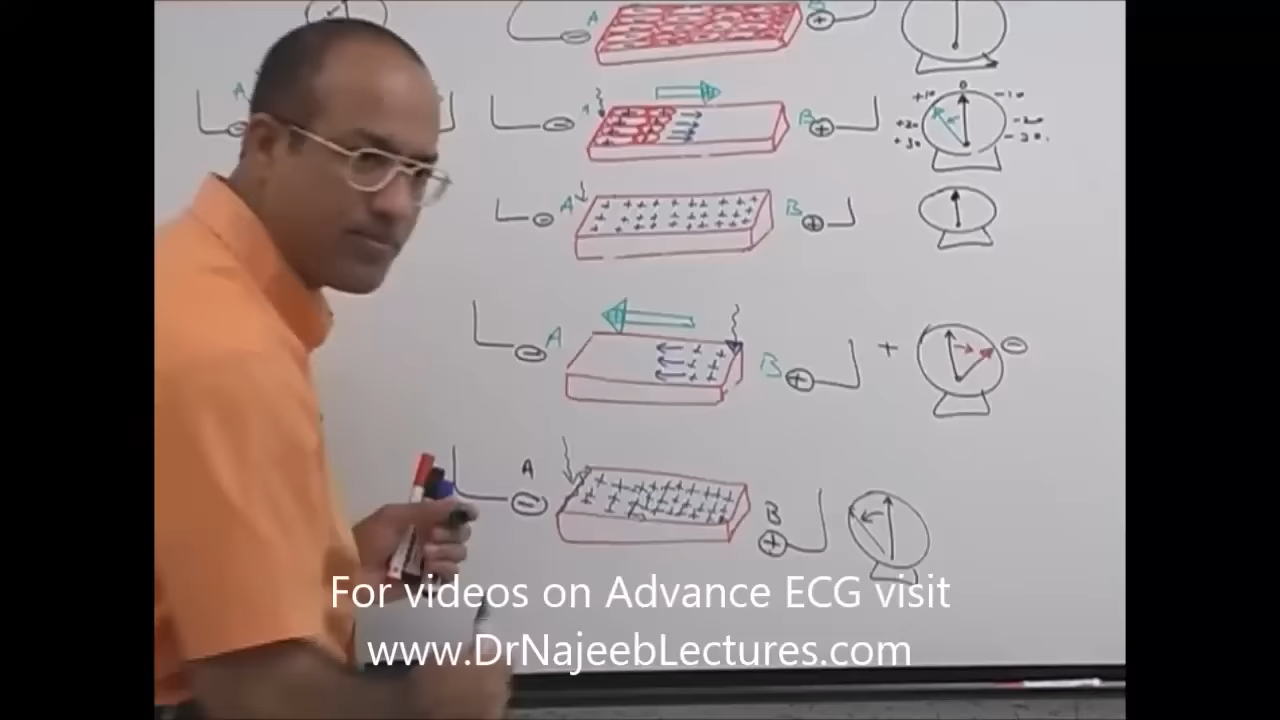 A B
- +
A
0
+10 -10
+20 -20
+30 -30.
A B
- +
A B
- +
A B
- + + -
A B
- +
For videos on Advance ECG visit
www.DrNajeebLectures.com